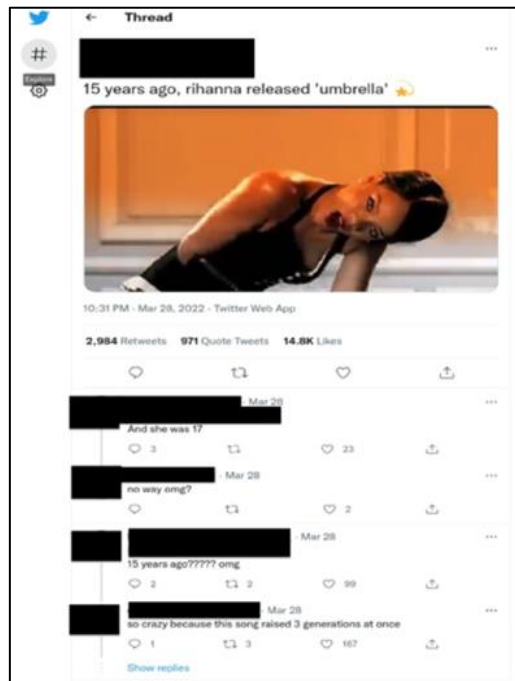 ← Thread
#
Explore
15 years ago, rihanna released 'umbrella' 💫
10:31 PM · Mar 28, 2022 · Twitter Web App
2,984 Retweets 971 Quote Tweets 14.8K Likes
· Mar 28
And she was 17
3 23
· Mar 28
no way omg?
2
· Mar 28
15 years ago????? omg
2 2 99
· Mar 28
so crazy because this song raised 3 generations at once
1 3 167
Show replies